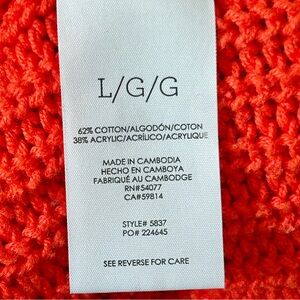 L/G/G
62% COTTON/ALGODÓN/COTON
38% ACRYLIC/ACRÍLICO/ACRYLIQUE
MADE IN CAMBODIA
HECHO EN CAMBOYA
FABRIQUÉ AU CAMBODGE
RN#54077
CA#59814
STYLE# 5837
PO# 224645
SEE REVERSE FOR CARE